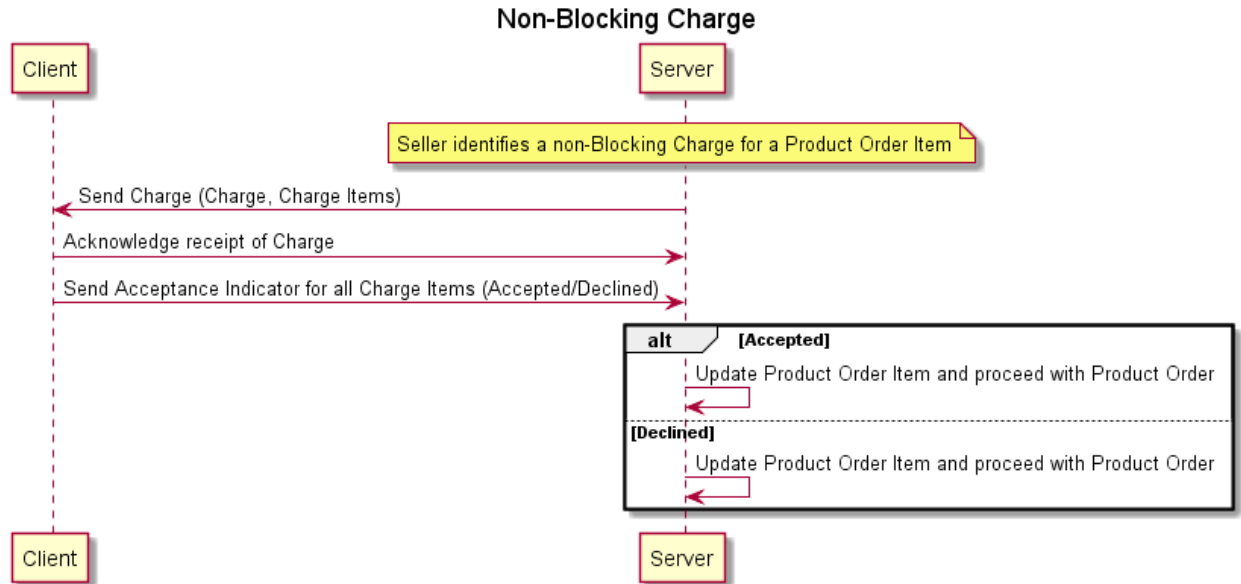 Non-Blocking Charge
Client
Server
Seller identifies a non-Blocking Charge for a Product Order Item
Send Charge (Charge, Charge Items)
Acknowledge receipt of Charge
Send Acceptance Indicator for all Charge Items (Accepted/Declined)
alt
[Accepted]
Update Product Order Item and proceed with Product Order
[Declined]
Update Product Order Item and proceed with Product Order
Client
Server